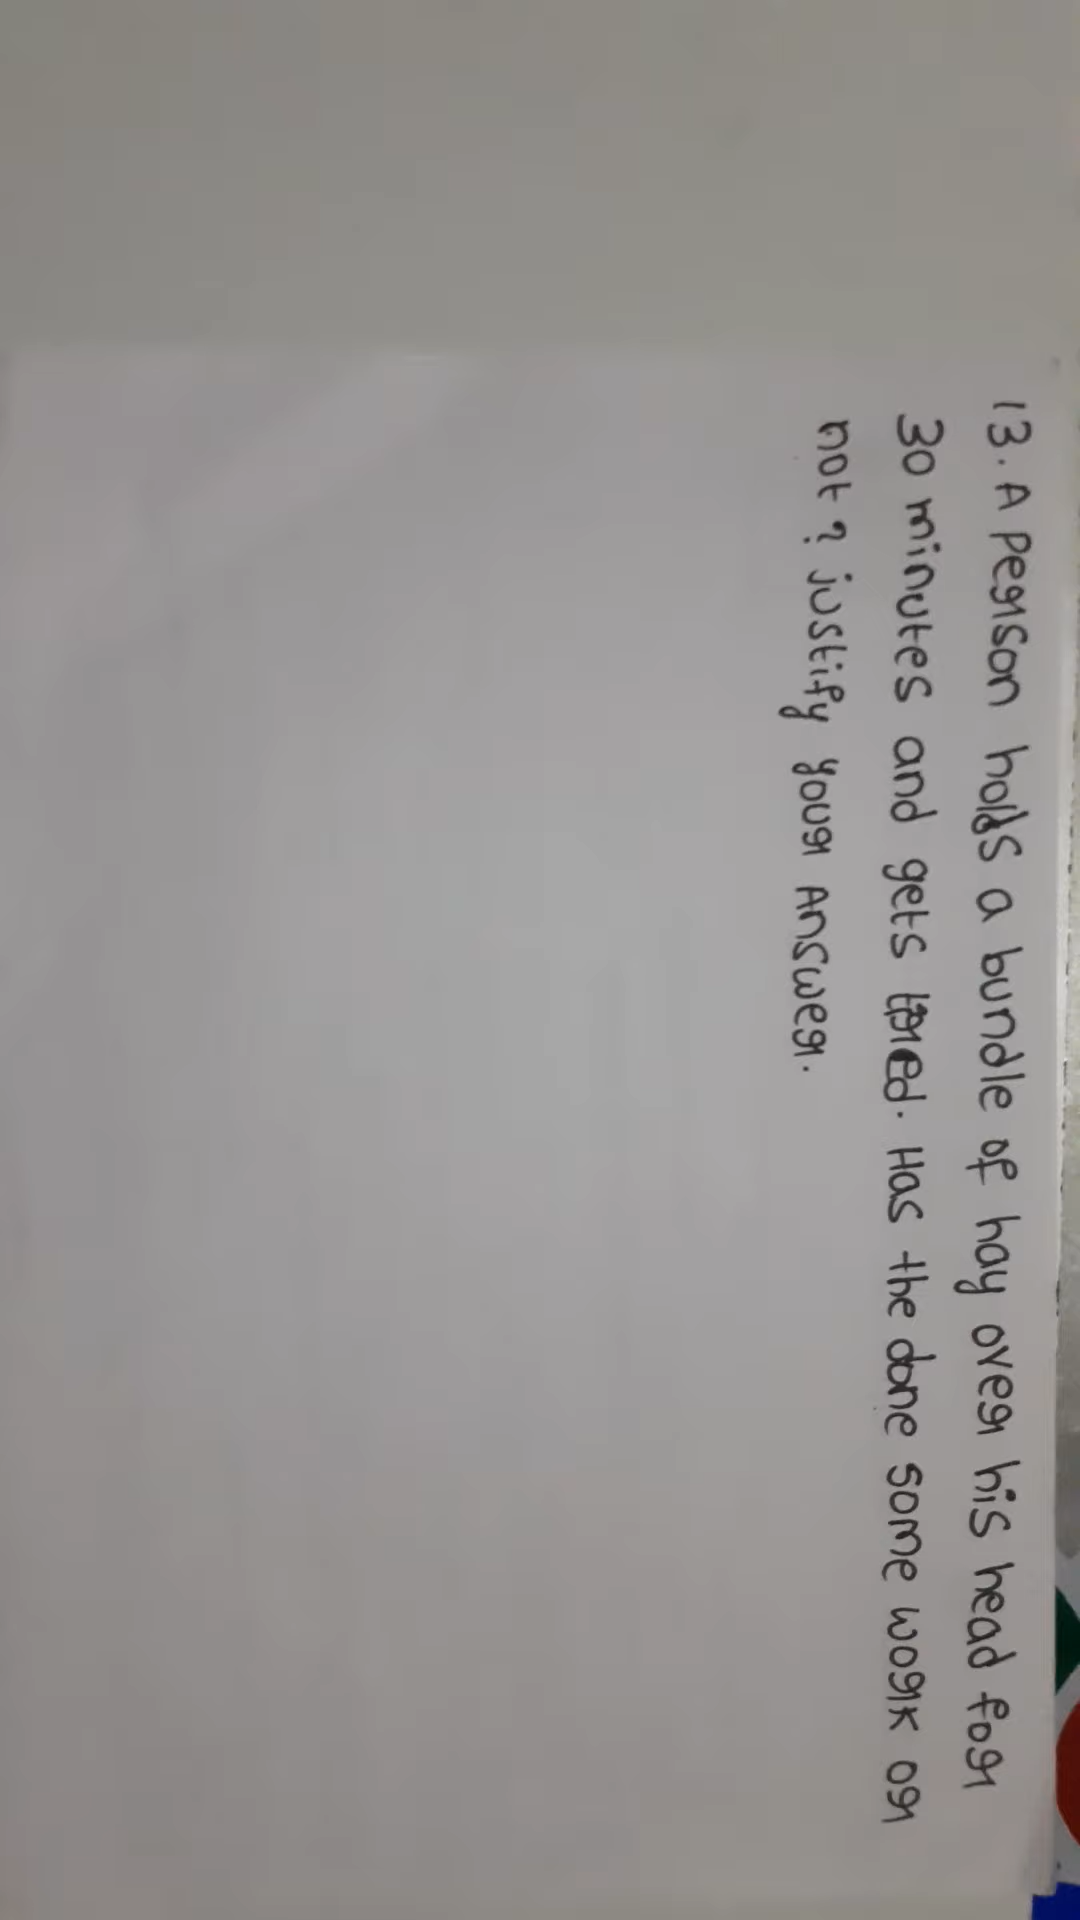 13. A person holds a bundle of hay over his head for
30 minutes and gets tired. Has the done some work or
not? justify your Answer.